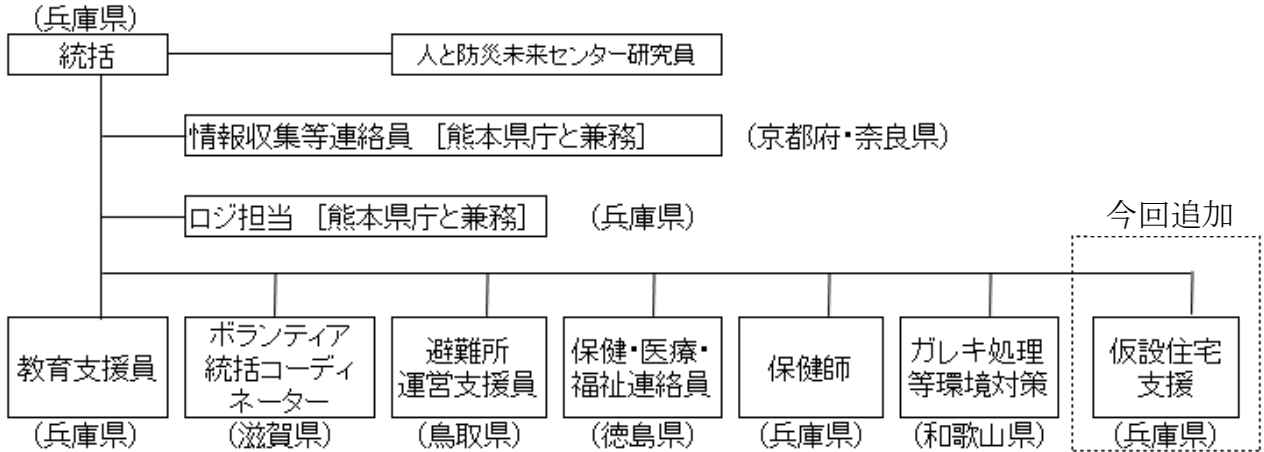 (兵庫県)
統括
人と防災未来センター研究員
情報収集等連絡員 [熊本県庁と兼務]
(京都府・奈良県)
ロジ担当 [熊本県庁と兼務]
(兵庫県)
今回追加
教育支援員
(兵庫県)
ボランティア
統括コーディ
ネーター
(滋賀県)
避難所
運営支援員
(鳥取県)
保健・医療・
福祉連絡員
(徳島県)
保健師
(兵庫県)
ガレキ処理
等環境対策
(和歌山県)
仮設住宅
支援
(兵庫県)